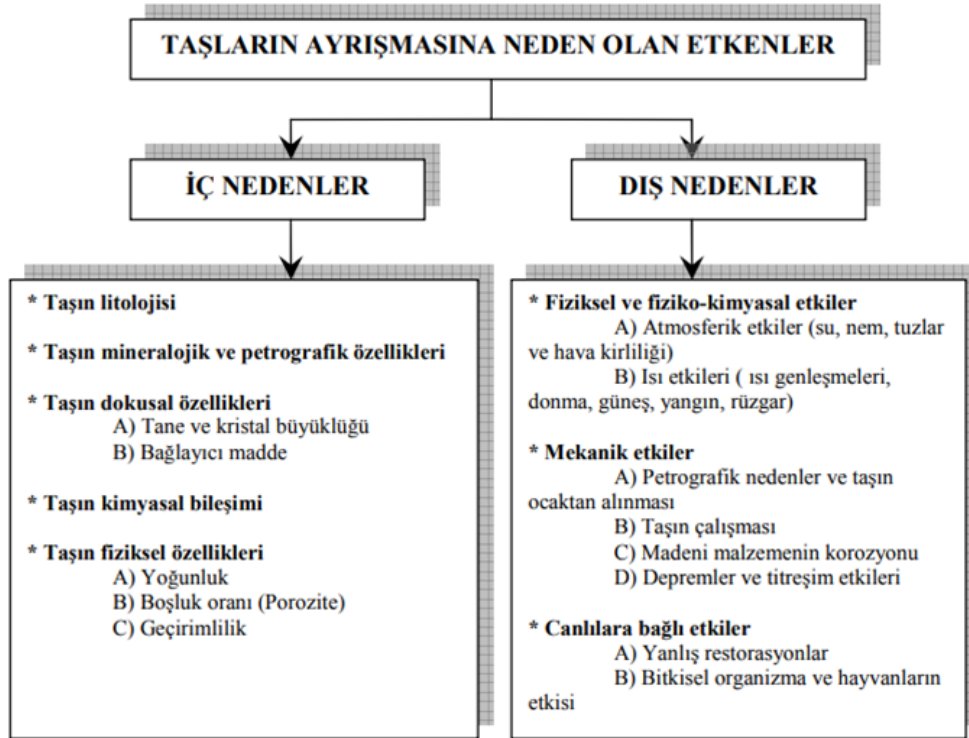 TAŞLARIN AYRIŞMASINA NEDEN OLAN ETKENLER
İÇ NEDENLER
DIŞ NEDENLER
* Taşın litolojisi
* Taşın mineralojik ve petrografik özellikleri
* Taşın dokusal özellikleri
A) Tane ve kristal büyüklüğü
B) Bağlayıcı madde
* Taşın kimyasal bileşimi
* Taşın fiziksel özellikleri
A) Yoğunluk
B) Boşluk oranı (Porozite)
C) Geçirimlilik
* Fiziksel ve fiziko-kimyasal etkiler
A) Atmosferik etkiler (su, nem, tuzlar
ve hava kirliliği)
B) Isı etkileri ( ısı genleşmeleri,
donma, güneş, yangın, rüzgar)
* Mekanik etkiler
A) Petrografik nedenler ve taşın
ocaktan alınması
B) Taşın çalışması
C) Madeni malzemenin korozyonu
D) Depremler ve titreşim etkileri
* Canlılara bağlı etkiler
A) Yanlış restorasyonlar
B) Bitkisel organizma ve hayvanların
etkisi